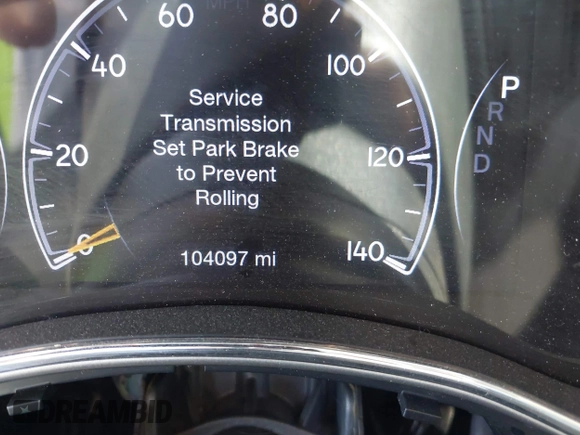 MPH
60
80
40
100
Service
Transmission
Set Park Brake
to Prevent
Rolling
20
120
0
140
104097 mi
P
R
N
D
DREAMBID